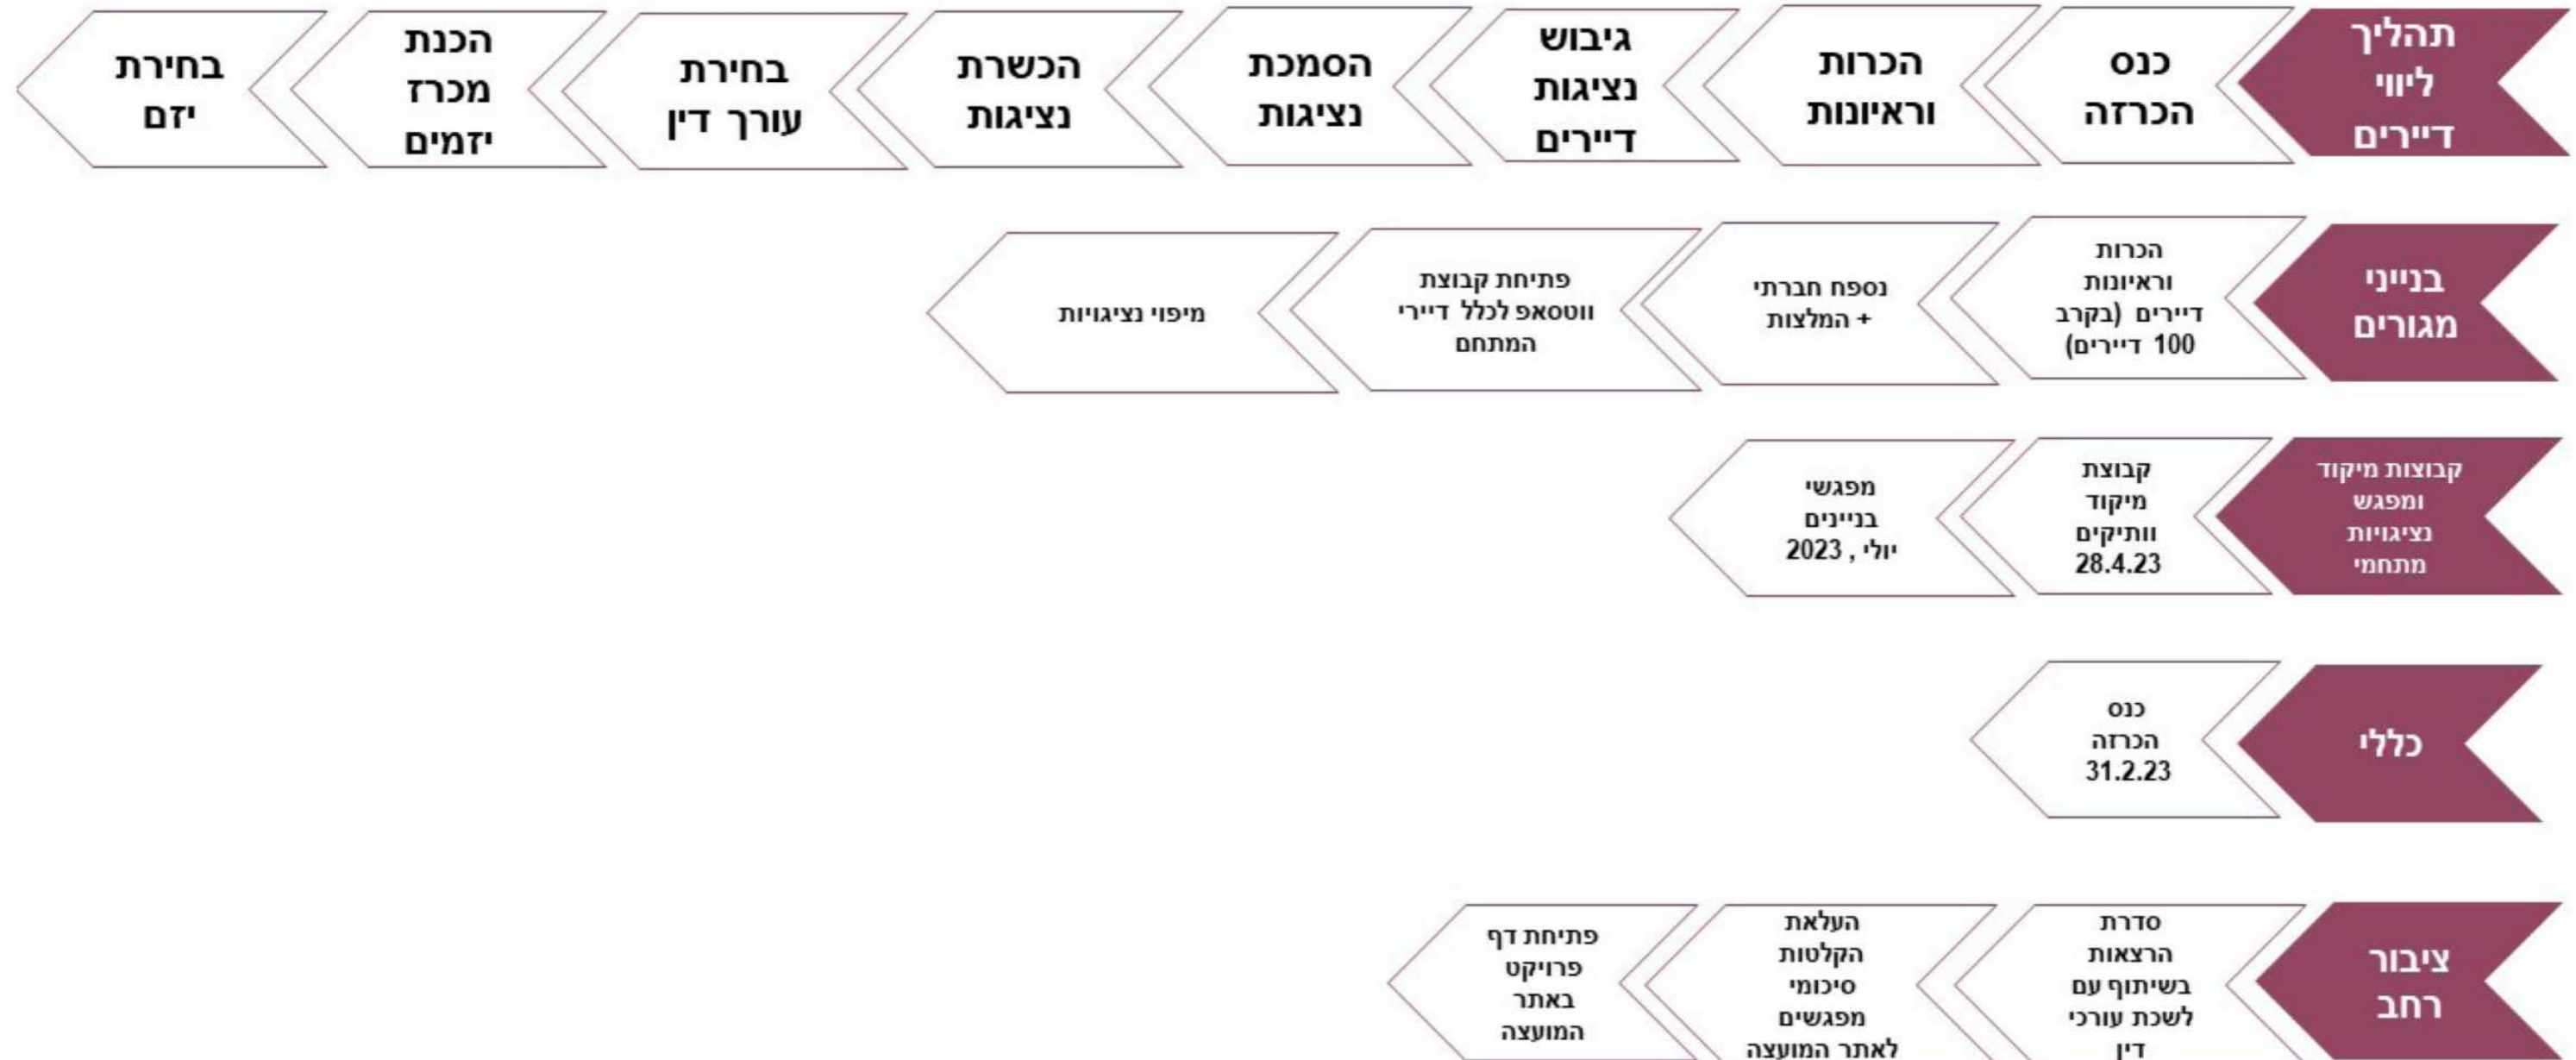 תהליך
ליווי
דיירים
כנס
הכרזה
הכרות
וראיונות
גיבוש
נציגות
דיירים
הסמכת
נציגות
הכשרת
נציגות
בחירת
עורך דין
הכנת
מכרז
יזמים
בחירת
יזם
בנייני
מגורים
הכרות
וראיונות
דיירים (בקרב
100 דיירים)
נספח חברתי
+ המלצות
פתיחת קבוצת
ווטסאפ לכלל דיירי
המתחם
מיפוי נציגויות
קבוצות מיקוד
ומפגש
נציגויות
מתחמי
קבוצת
מיקוד
וותיקים
28.4.23
מפגשי
בניינים
יולי , 2023
כללי
כנס
הכרזה
31.2.23
ציבור
רחב
סדרת
הרצאות
בשיתוף עם
לשכת עורכי
דין
העלאת
הקלטות
סיכומי
מפגשים
לאתר המועצה
פתיחת דף
פרויקט
באתר
המועצה